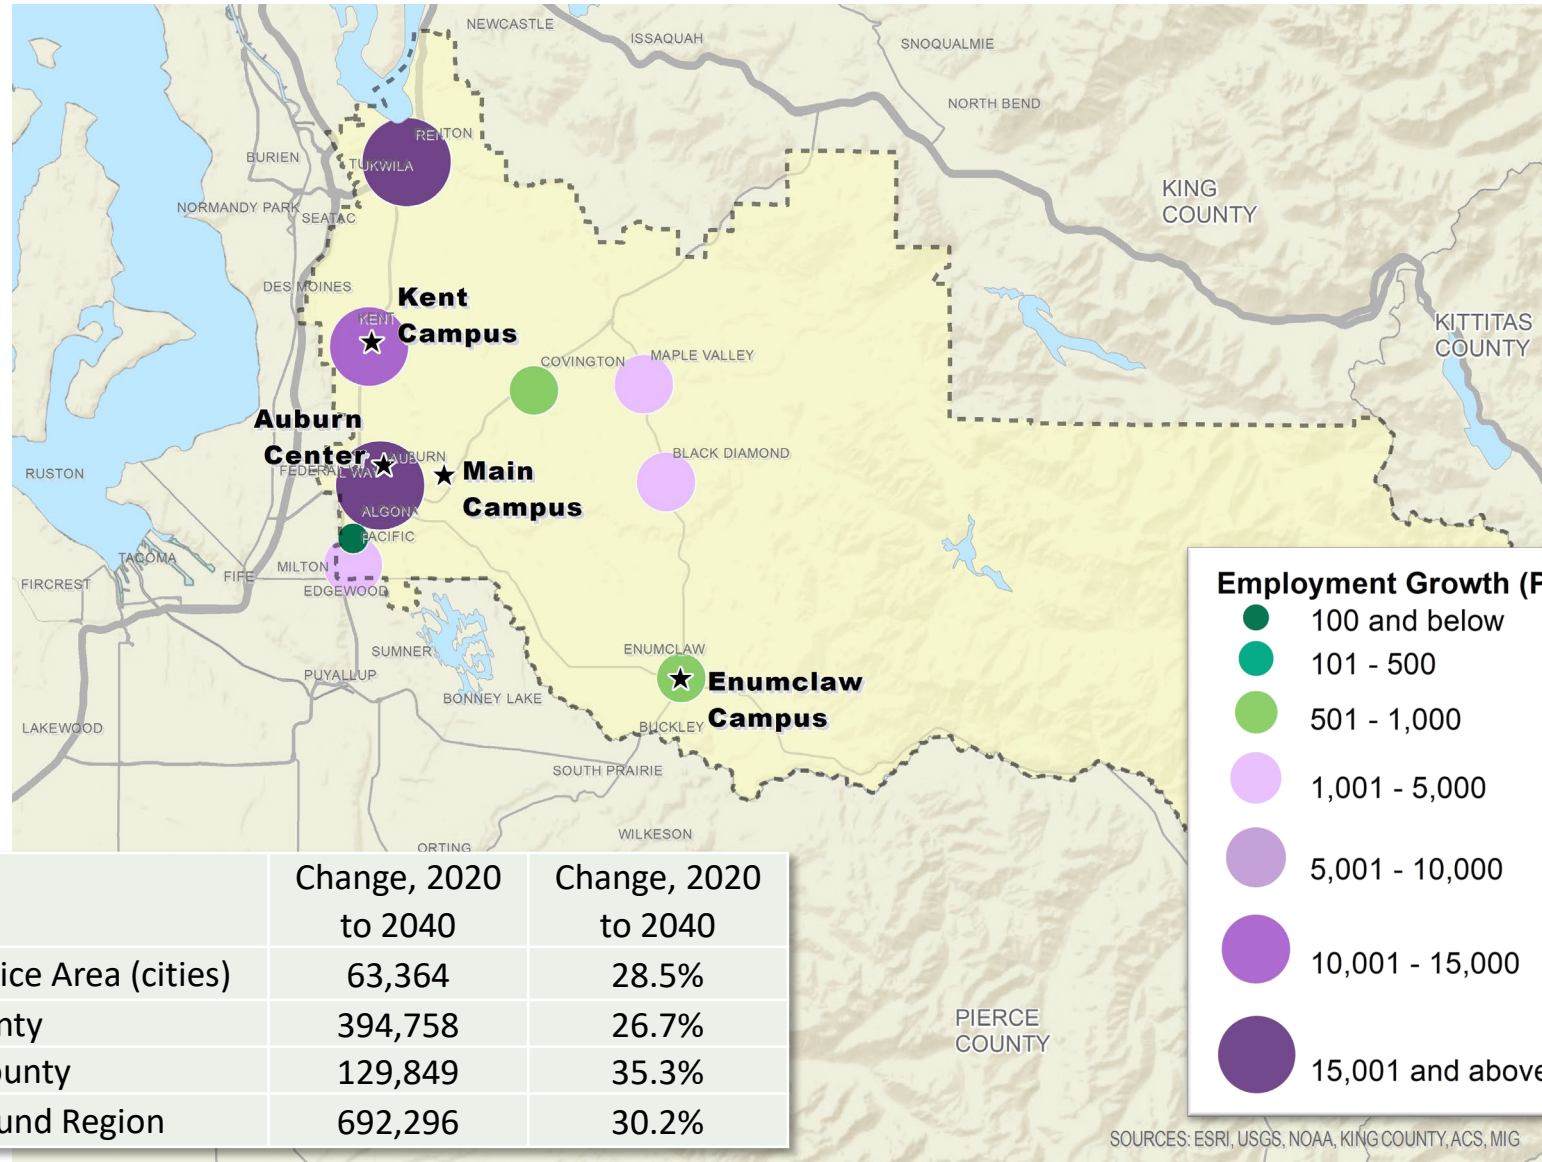 NEWCASTLE
ISSAQUAH
SNOQUALMIE
NORTH BEND
RENTON
TUKWILA
BURIEN
NORMANDY PARK
SEATAC
KING
COUNTY
DES MOINES
Kent
Campus
KENT
KITTITAS
COUNTY
COVINGTON
MAPLE VALLEY
Auburn
Center
AUBURN
FEDERAL WAY
Main
Campus
BLACK DIAMOND
RUSTON
ALGONA
PACIFIC
TACOMA
MILTON
FIFE
FIRCREST
EDGEWOOD
SUMNER
PUYALLUP
BONNEY LAKE
ENUMCLAW
Enumclaw
Campus
BUCKLEY
LAKEWOOD
SOUTH PRAIRIE
WILKESON
ORTING
PIERCE
COUNTY
Employment Growth (P
100 and below
101 - 500
501 - 1,000
1,001 - 5,000
5,001 - 10,000
10,001 - 15,000
15,001 and above
Change, 2020 Change, 2020
to 2040 to 2040
ice Area (cities) 63,364 28.5%
nty 394,758 26.7%
ounty 129,849 35.3%
und Region 692,296 30.2%
SOURCES: ESRI, USGS, NOAA, KING COUNTY, ACS, MIG